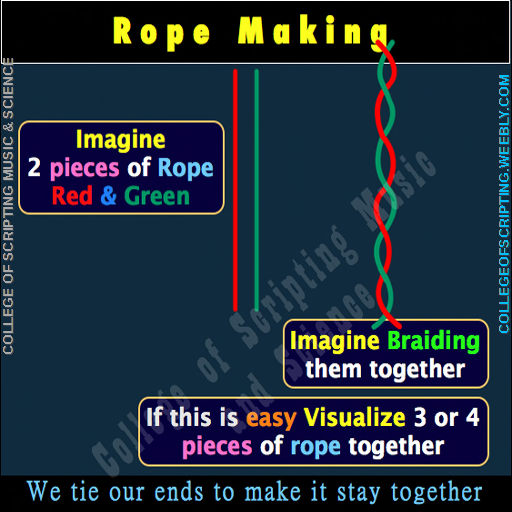 Rope Making
COLLEGE OF SCRIPTING MUSIC & SCIENCE
COLLEGEOFSCRIPTING.WEEBLY.COM
Imagine
2 pieces of Rope
Red & Green
College of Scripting Music
and Science
Imagine Braiding
them together
If this is easy Visualize 3 or 4
pieces of rope together
We tie our ends to make it stay together